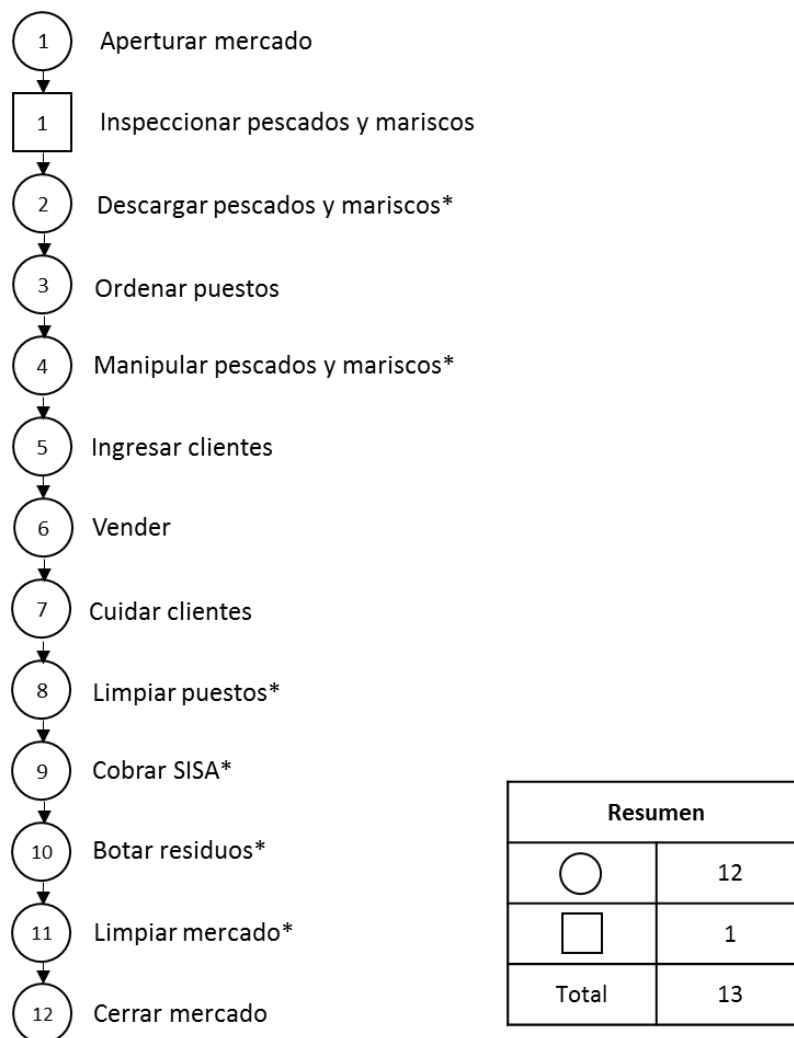 1 Aperturar mercado
1 Inspeccionar pescados y mariscos
2 Descargar pescados y mariscos*
3 Ordenar puestos
4 Manipular pescados y mariscos*
5 Ingresar clientes
6 Vender
7 Cuidar clientes
8 Limpiar puestos*
9 Cobrar SISA*
10 Botar residuos*
11 Limpiar mercado*
12 Cerrar mercado
Resumen
12
1
Total 13